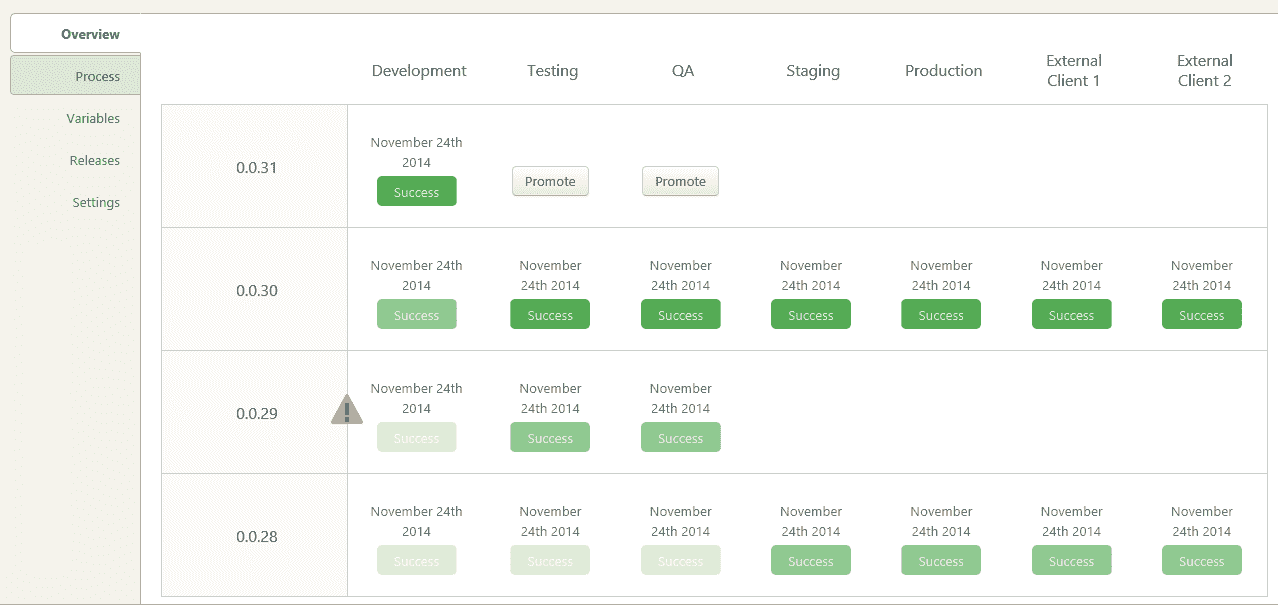 Overview
Process
Variables
Releases
Settings
Development
Testing
QA
Staging
Production
External
Client 1
External
Client 2
0.0.31
November 24th
2014
Success
Promote
Promote
0.0.30
November 24th
2014
Success
November
24th 2014
Success
November
24th 2014
Success
November
24th 2014
Success
November
24th 2014
Success
November
24th 2014
Success
November
24th 2014
Success
0.0.29
November 24th
2014
Success
November
24th 2014
Success
November
24th 2014
Success
0.0.28
November 24th
2014
Success
November
24th 2014
Success
November
24th 2014
Success
November
24th 2014
Success
November
24th 2014
Success
November
24th 2014
Success
November
24th 2014
Success